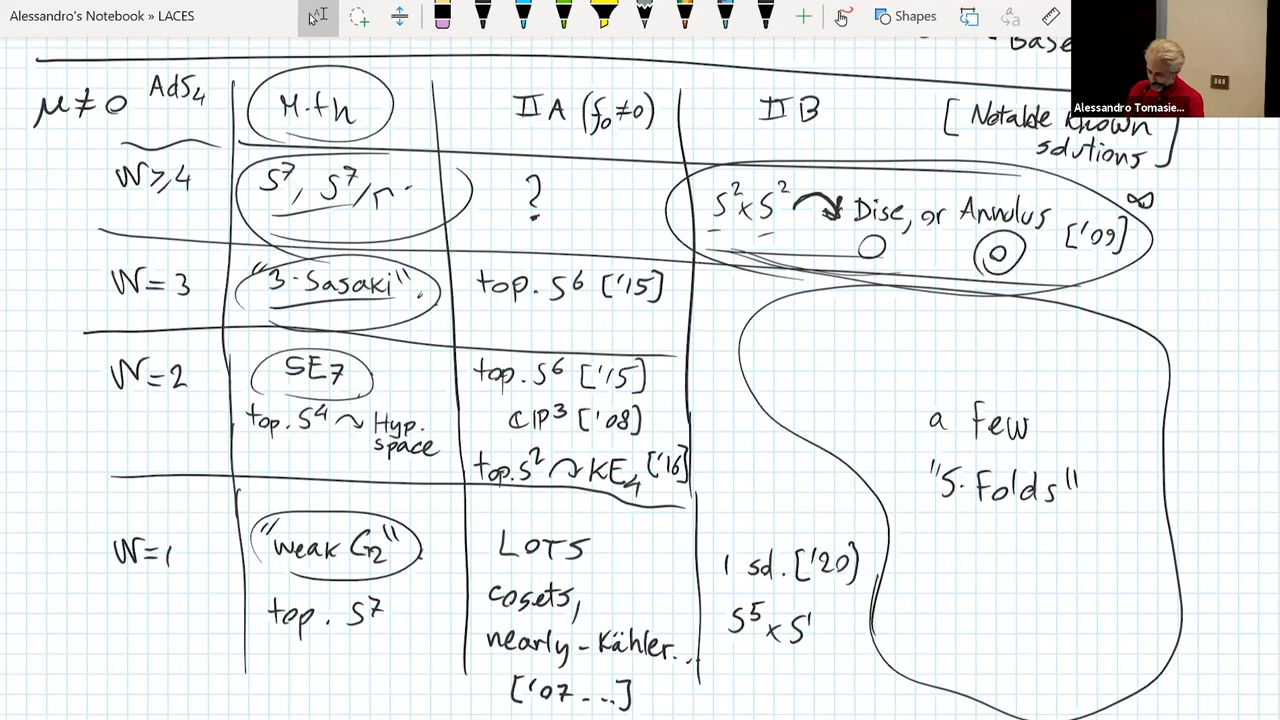 Alessandro's Notebook » LACES
Shapes
Base
Alessandro Tomasie...
μ≠0 AdS₄ M-th IIA (f₀≠0) IIB [Notable known
solutions]
N≥4 S⁷, S⁷/Γ ? S²×S² Disc, or Annulus ['09] ∞
N=3 "3-Sasaki" top. S⁶ ['15]
N=2 SE₇ top. S⁶ ['15]
top. S⁴ ~ Hyp. space CIP³ ['08]
top. S² KE₄ ['16]
a few
"S-Folds"
N=1 "weak G₂" LOTS 1 sol. ['20]
top. S⁷ cosets, S⁵×S¹
nearly-Kähler...
['07 - ...]